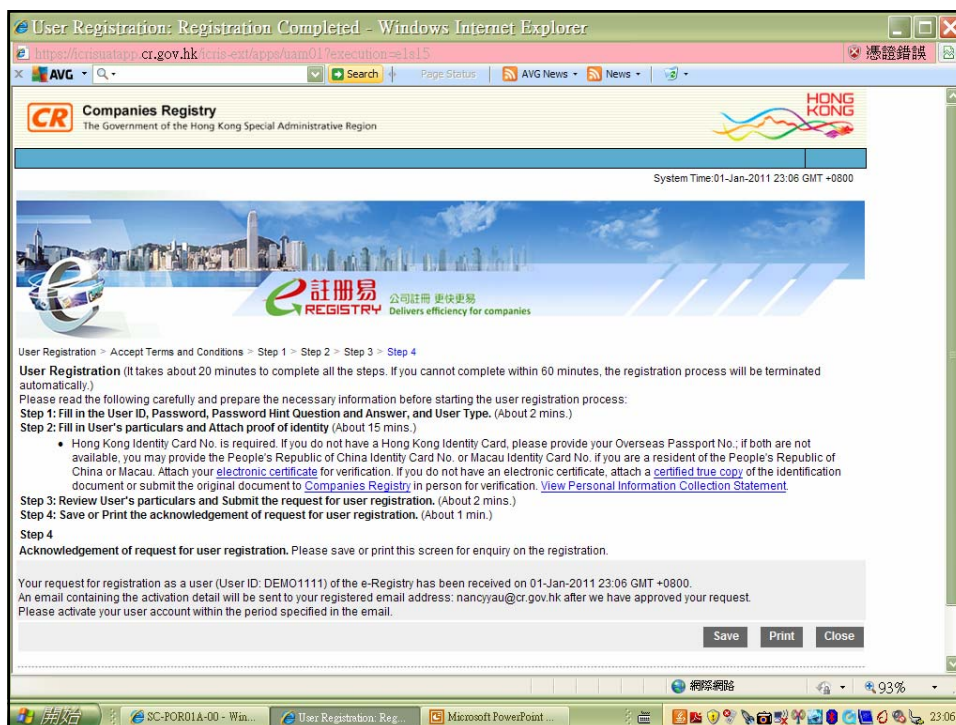 User Registration: Registration Completed - Windows Internet Explorer
https://icrisuatapp.cr.gov.hk/icris-ext/apps/uam01?execution=e1s15
憑證錯誤
AVG Search Page Status AVG News News
CR Companies Registry
The Government of the Hong Kong Special Administrative Region
HONG KONG
System Time:01-Jan-2011 23:06 GMT +0800
e 註冊易 公司註冊 更快更易
REGISTRY Delivers efficiency for companies
User Registration > Accept Terms and Conditions > Step 1 > Step 2 > Step 3 > Step 4
User Registration (It takes about 20 minutes to complete all the steps. If you cannot complete within 60 minutes, the registration process will be terminated
automatically.)
Please read the following carefully and prepare the necessary information before starting the user registration process:
Step 1: Fill in the User ID, Password, Password Hint Question and Answer, and User Type. (About 2 mins.)
Step 2: Fill in User's particulars and Attach proof of identity (About 15 mins.)
• Hong Kong Identity Card No. is required. If you do not have a Hong Kong Identity Card, please provide your Overseas Passport No.; if both are not
available, you may provide the People's Republic of China Identity Card No. or Macau Identity Card No. if you are a resident of the People's Republic of
China or Macau. Attach your electronic certificate for verification. If you do not have an electronic certificate, attach a certified true copy of the identification
document or submit the original document to Companies Registry in person for verification. View Personal Information Collection Statement.
Step 3: Review User's particulars and Submit the request for user registration. (About 2 mins.)
Step 4: Save or Print the acknowledgement of request for user registration. (About 1 min.)
Step 4
Acknowledgement of request for user registration. Please save or print this screen for enquiry on the registration.
Your request for registration as a user (User ID: DEMO1111) of the e-Registry has been received on 01-Jan-2011 23:06 GMT +0800.
An email containing the activation detail will be sent to your registered email address: nancyyau@cr.gov.hk after we have approved your request.
Please activate your user account within the period specified in the email.
Save Print Close
網際網路 93%
開始 SC-POR01A-00 - Win... User Registration: Reg... Microsoft PowerPoint ... 23:06